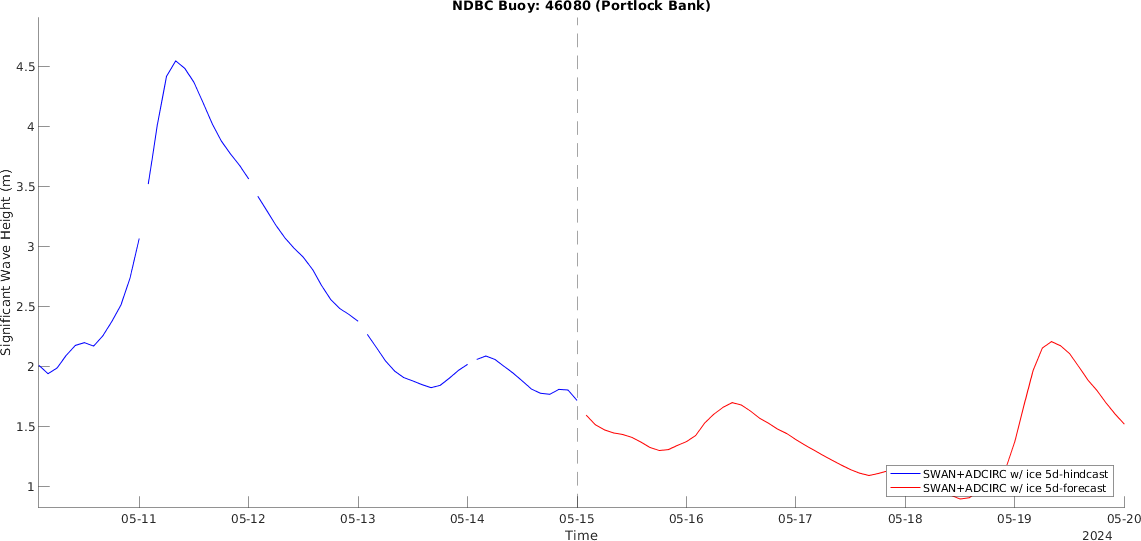 NDBC Buoy: 46080 (Portlock Bank)
Significant Wave Height (m)
4.5
4
3.5
3
2.5
2
1.5
1
SWAN+ADCIRC w/ ice 5d-hindcast
SWAN+ADCIRC w/ ice 5d-forecast
05-11 05-12 05-13 05-14 05-15 05-16 05-17 05-18 05-19 05-20
Time
2024